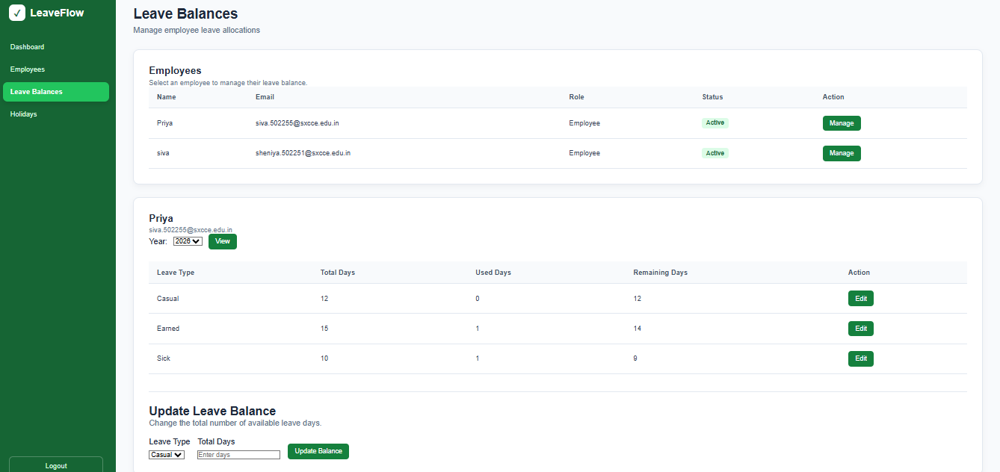 ✓ LeaveFlow
Dashboard
Employees
Leave Balances
Holidays
Logout
Leave Balances
Manage employee leave allocations
Employees
Select an employee to manage their leave balance.
Name Email Role Status Action
Priya siva.502255@sxcce.edu.in Employee Active Manage
siva sheniya.502251@sxcce.edu.in Employee Active Manage
Priya
siva.502255@sxcce.edu.in
Year: 2026 View
Leave Type Total Days Used Days Remaining Days Action
Casual 12 0 12 Edit
Earned 15 1 14 Edit
Sick 10 1 9 Edit
Update Leave Balance
Change the total number of available leave days.
Leave Type Total Days
Casual Enter days Update Balance